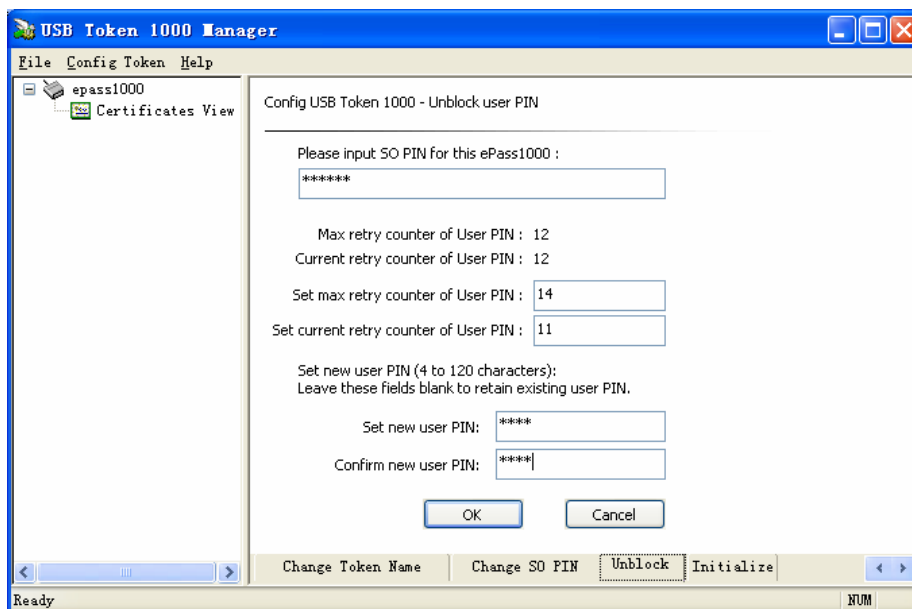 USB Token 1000 Manager
File Config Token Help
epass1000
Certificates View
Config USB Token 1000 - Unblock user PIN
Please input SO PIN for this ePass1000 :
******
Max retry counter of User PIN : 12
Current retry counter of User PIN : 12
Set max retry counter of User PIN : 14
Set current retry counter of User PIN : 11
Set new user PIN (4 to 120 characters):
Leave these fields blank to retain existing user PIN.
Set new user PIN: ****
Confirm new user PIN: ****
OK Cancel
Change Token Name Change SO PIN Unblock Initialize
Ready NUM